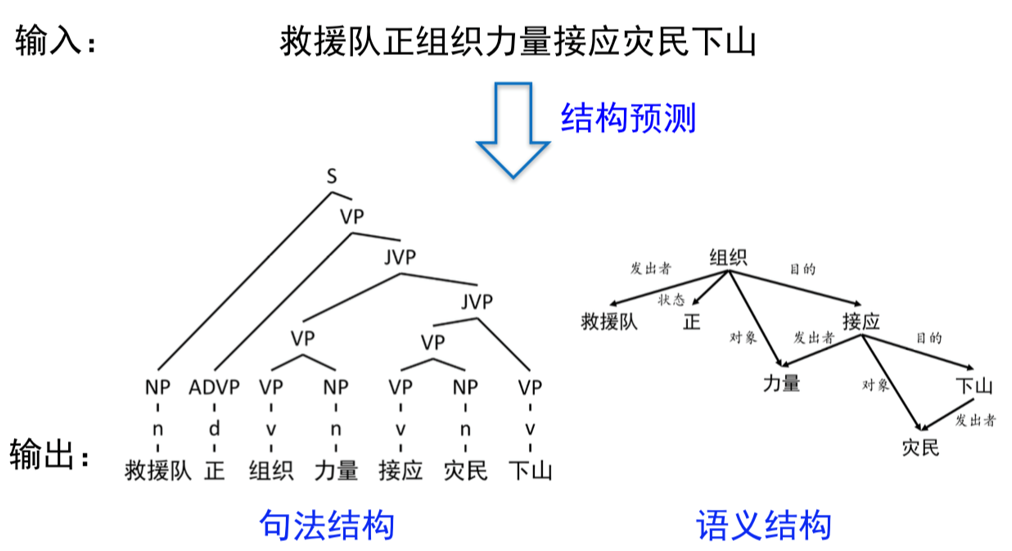 输入： 救援队正组织力量接应灾民下山
结构预测
S
VP
JVP
JVP
VP VP
NP ADVP VP NP VP NP VP
n d v n v n v
输出： 救援队 正 组织 力量 接应 灾民 下山
句法结构
组织
发出者 目的
状态
救援队 正 接应
对象 发出者 目的
力量 对象 下山
发出者
灾民
语义结构